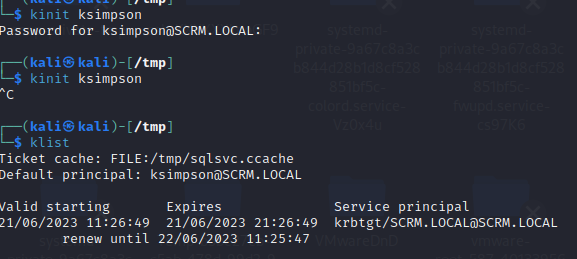 └─$ kinit ksimpson
Password for ksimpson@SCRM.LOCAL:
┌──(kali㉿kali)-[/tmp]
└─$ kinit ksimpson
^C
┌──(kali㉿kali)-[/tmp]
└─$ klist
Ticket cache: FILE:/tmp/sqlsvc.ccache
Default principal: ksimpson@SCRM.LOCAL
Valid starting       Expires              Service principal
21/06/2023 11:26:49  21/06/2023 21:26:49  krbtgt/SCRM.LOCAL@SCRM.LOCAL
renew until 22/06/2023 11:25:47